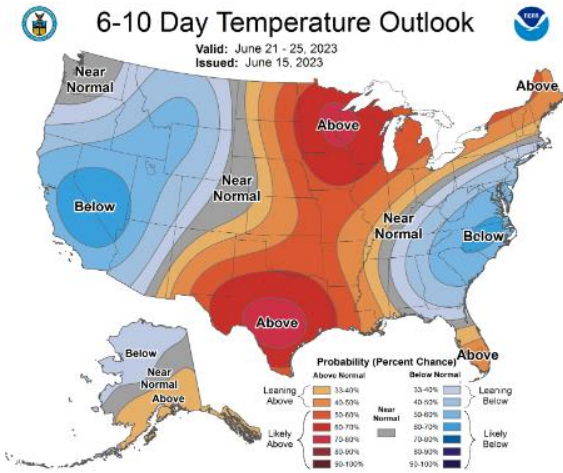 6-10 Day Temperature Outlook
Valid: June 21 - 25, 2023
Issued: June 15, 2023
Near
Normal
Above
Above
Near
Normal
Below
Near
Normal
Below
Above
Above
Below
Near
Normal
Above
Probability (Percent Chance)
Above Normal
Below Normal
Leaning
Above
Likely
Above
33-40%
40-50%
50-60%
60-70%
70-80%
80-90%
90-100%
Near
Normal
33-40%
40-50%
50-60%
60-70%
70-80%
80-90%
90-100%
Leaning
Below
Likely
Below